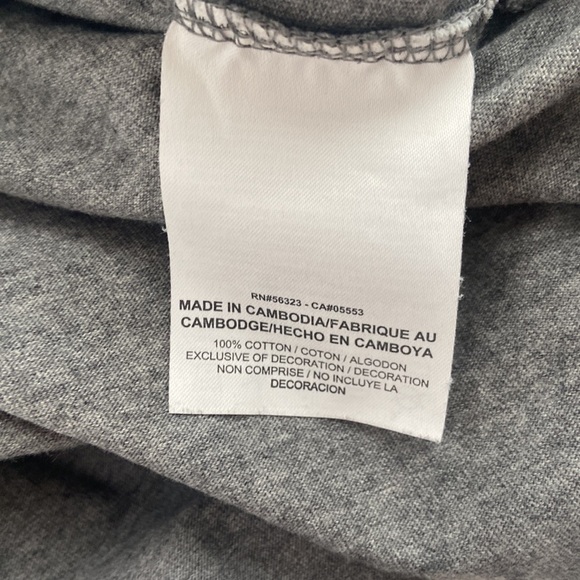 RN#56323 - CA#05553
MADE IN CAMBODIA/FABRIQUE AU
CAMBODGE/HECHO EN CAMBOYA
100% COTTON / COTON / ALGODON
EXCLUSIVE OF DECORATION / DECORATION
NON COMPRISE / NO INCLUYE LA
DECORACION